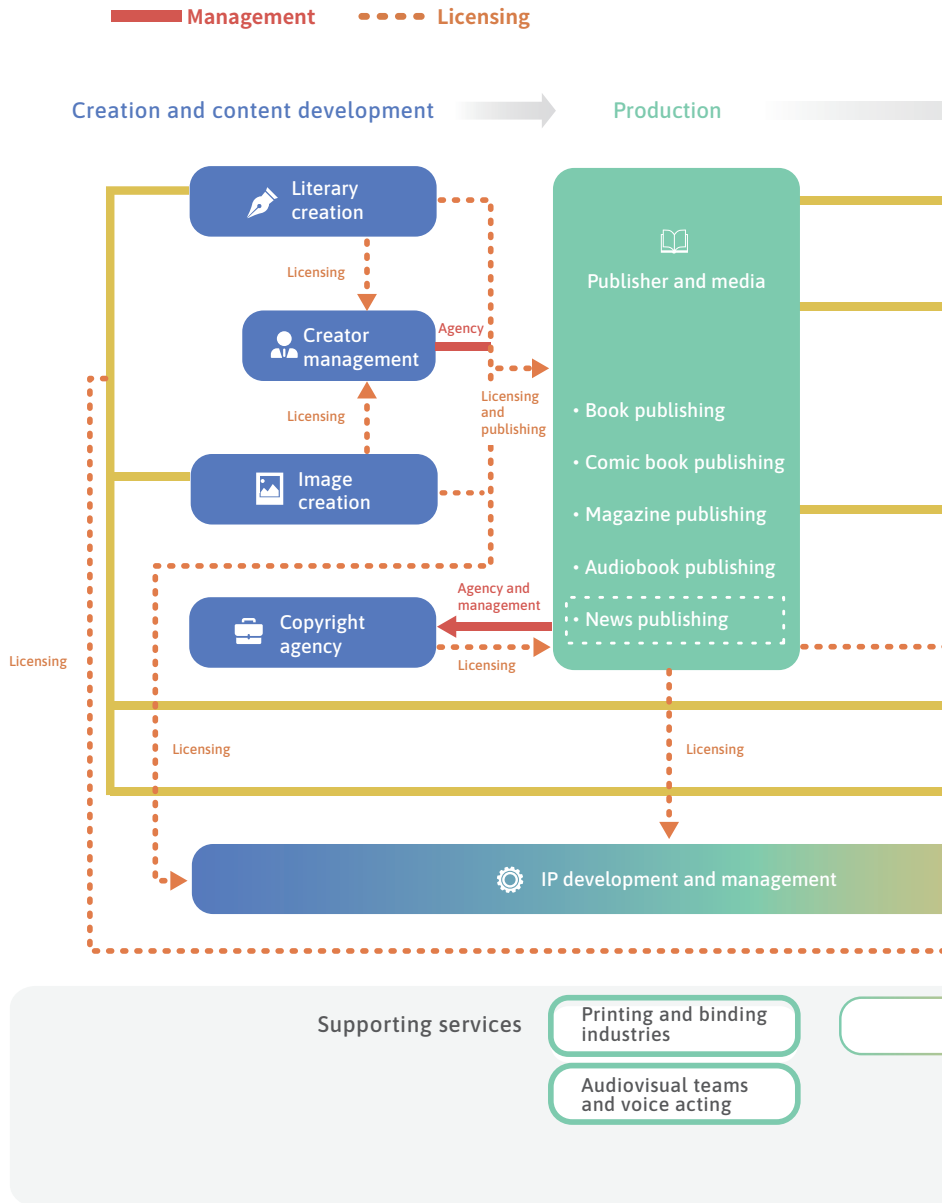 Management
Licensing
Creation and content development
Production
Literary
creation
Licensing
Creator
management
Agency
Licensing
Image
creation
Licensing
and
publishing
Publisher and media
• Book publishing
• Comic book publishing
• Magazine publishing
• Audiobook publishing
• News publishing
Agency and
management
Copyright
agency
Licensing
Licensing
Licensing
Licensing
IP development and management
Supporting services
Printing and binding
industries
Audiovisual teams
and voice acting